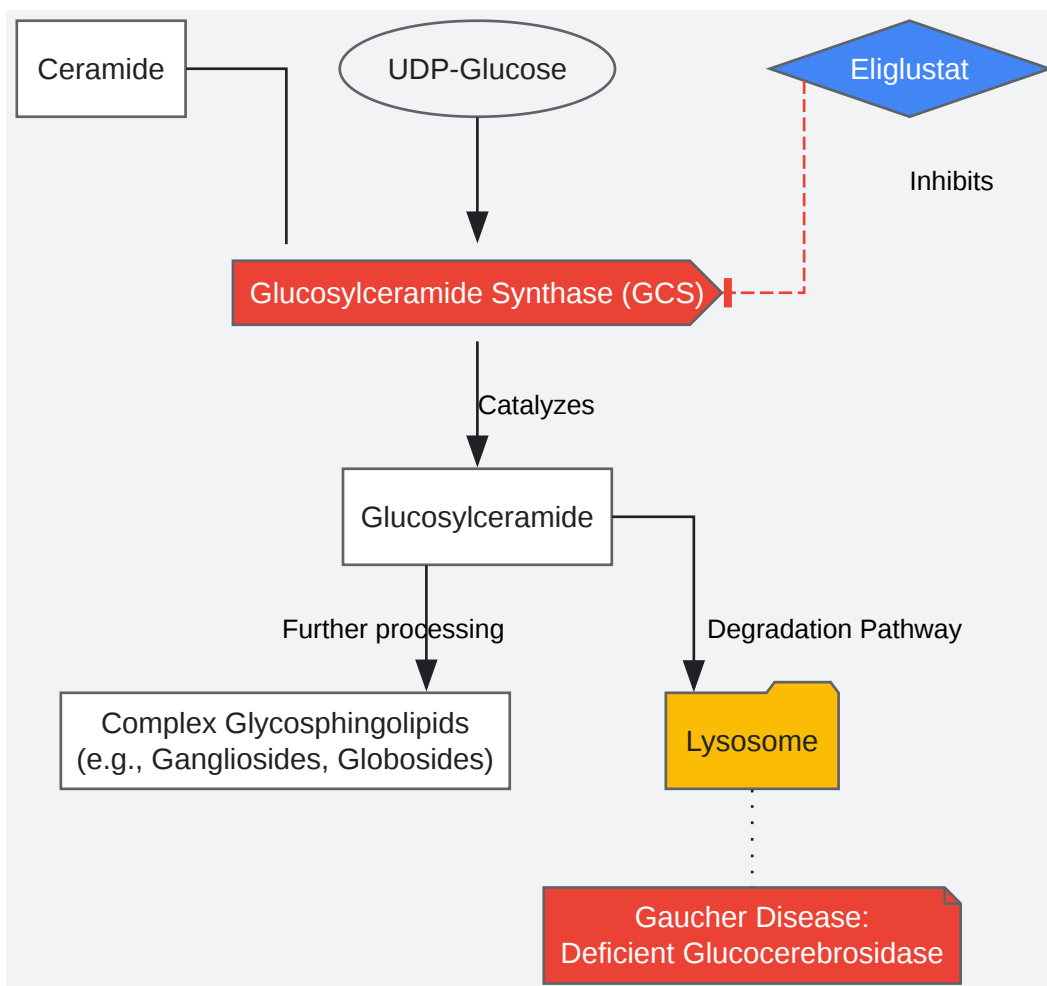 Ceramide
UDP-Glucose
Eliglustat
Inhibits
Glucosylceramide Synthase (GCS)
Catalyzes
Glucosylceramide
Further processing
Degradation Pathway
Complex Glycosphingolipids
(e.g., Gangliosides, Globosides)
Lysosome
Gaucher Disease:
Deficient Glucocerebrosidase